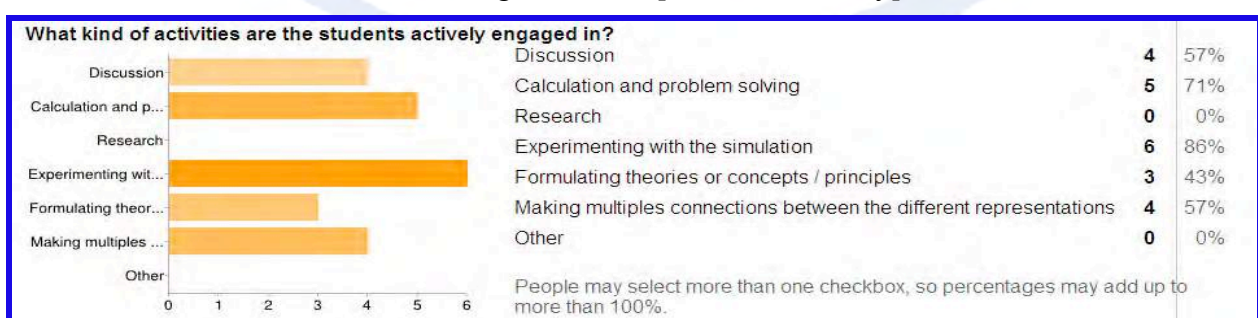 What kind of activities are the students actively engaged in?
Discussion
Calculation and p...
Research
Experimenting wit...
Formulating theor...
Making multiples ...
Other
0 1 2 3 4 5 6
Discussion 4 57%
Calculation and problem solving 5 71%
Research 0 0%
Experimenting with the simulation 6 86%
Formulating theories or concepts / principles 3 43%
Making multiples connections between the different representations 4 57%
Other 0 0%
People may select more than one checkbox, so percentages may add up to
more than 100%.